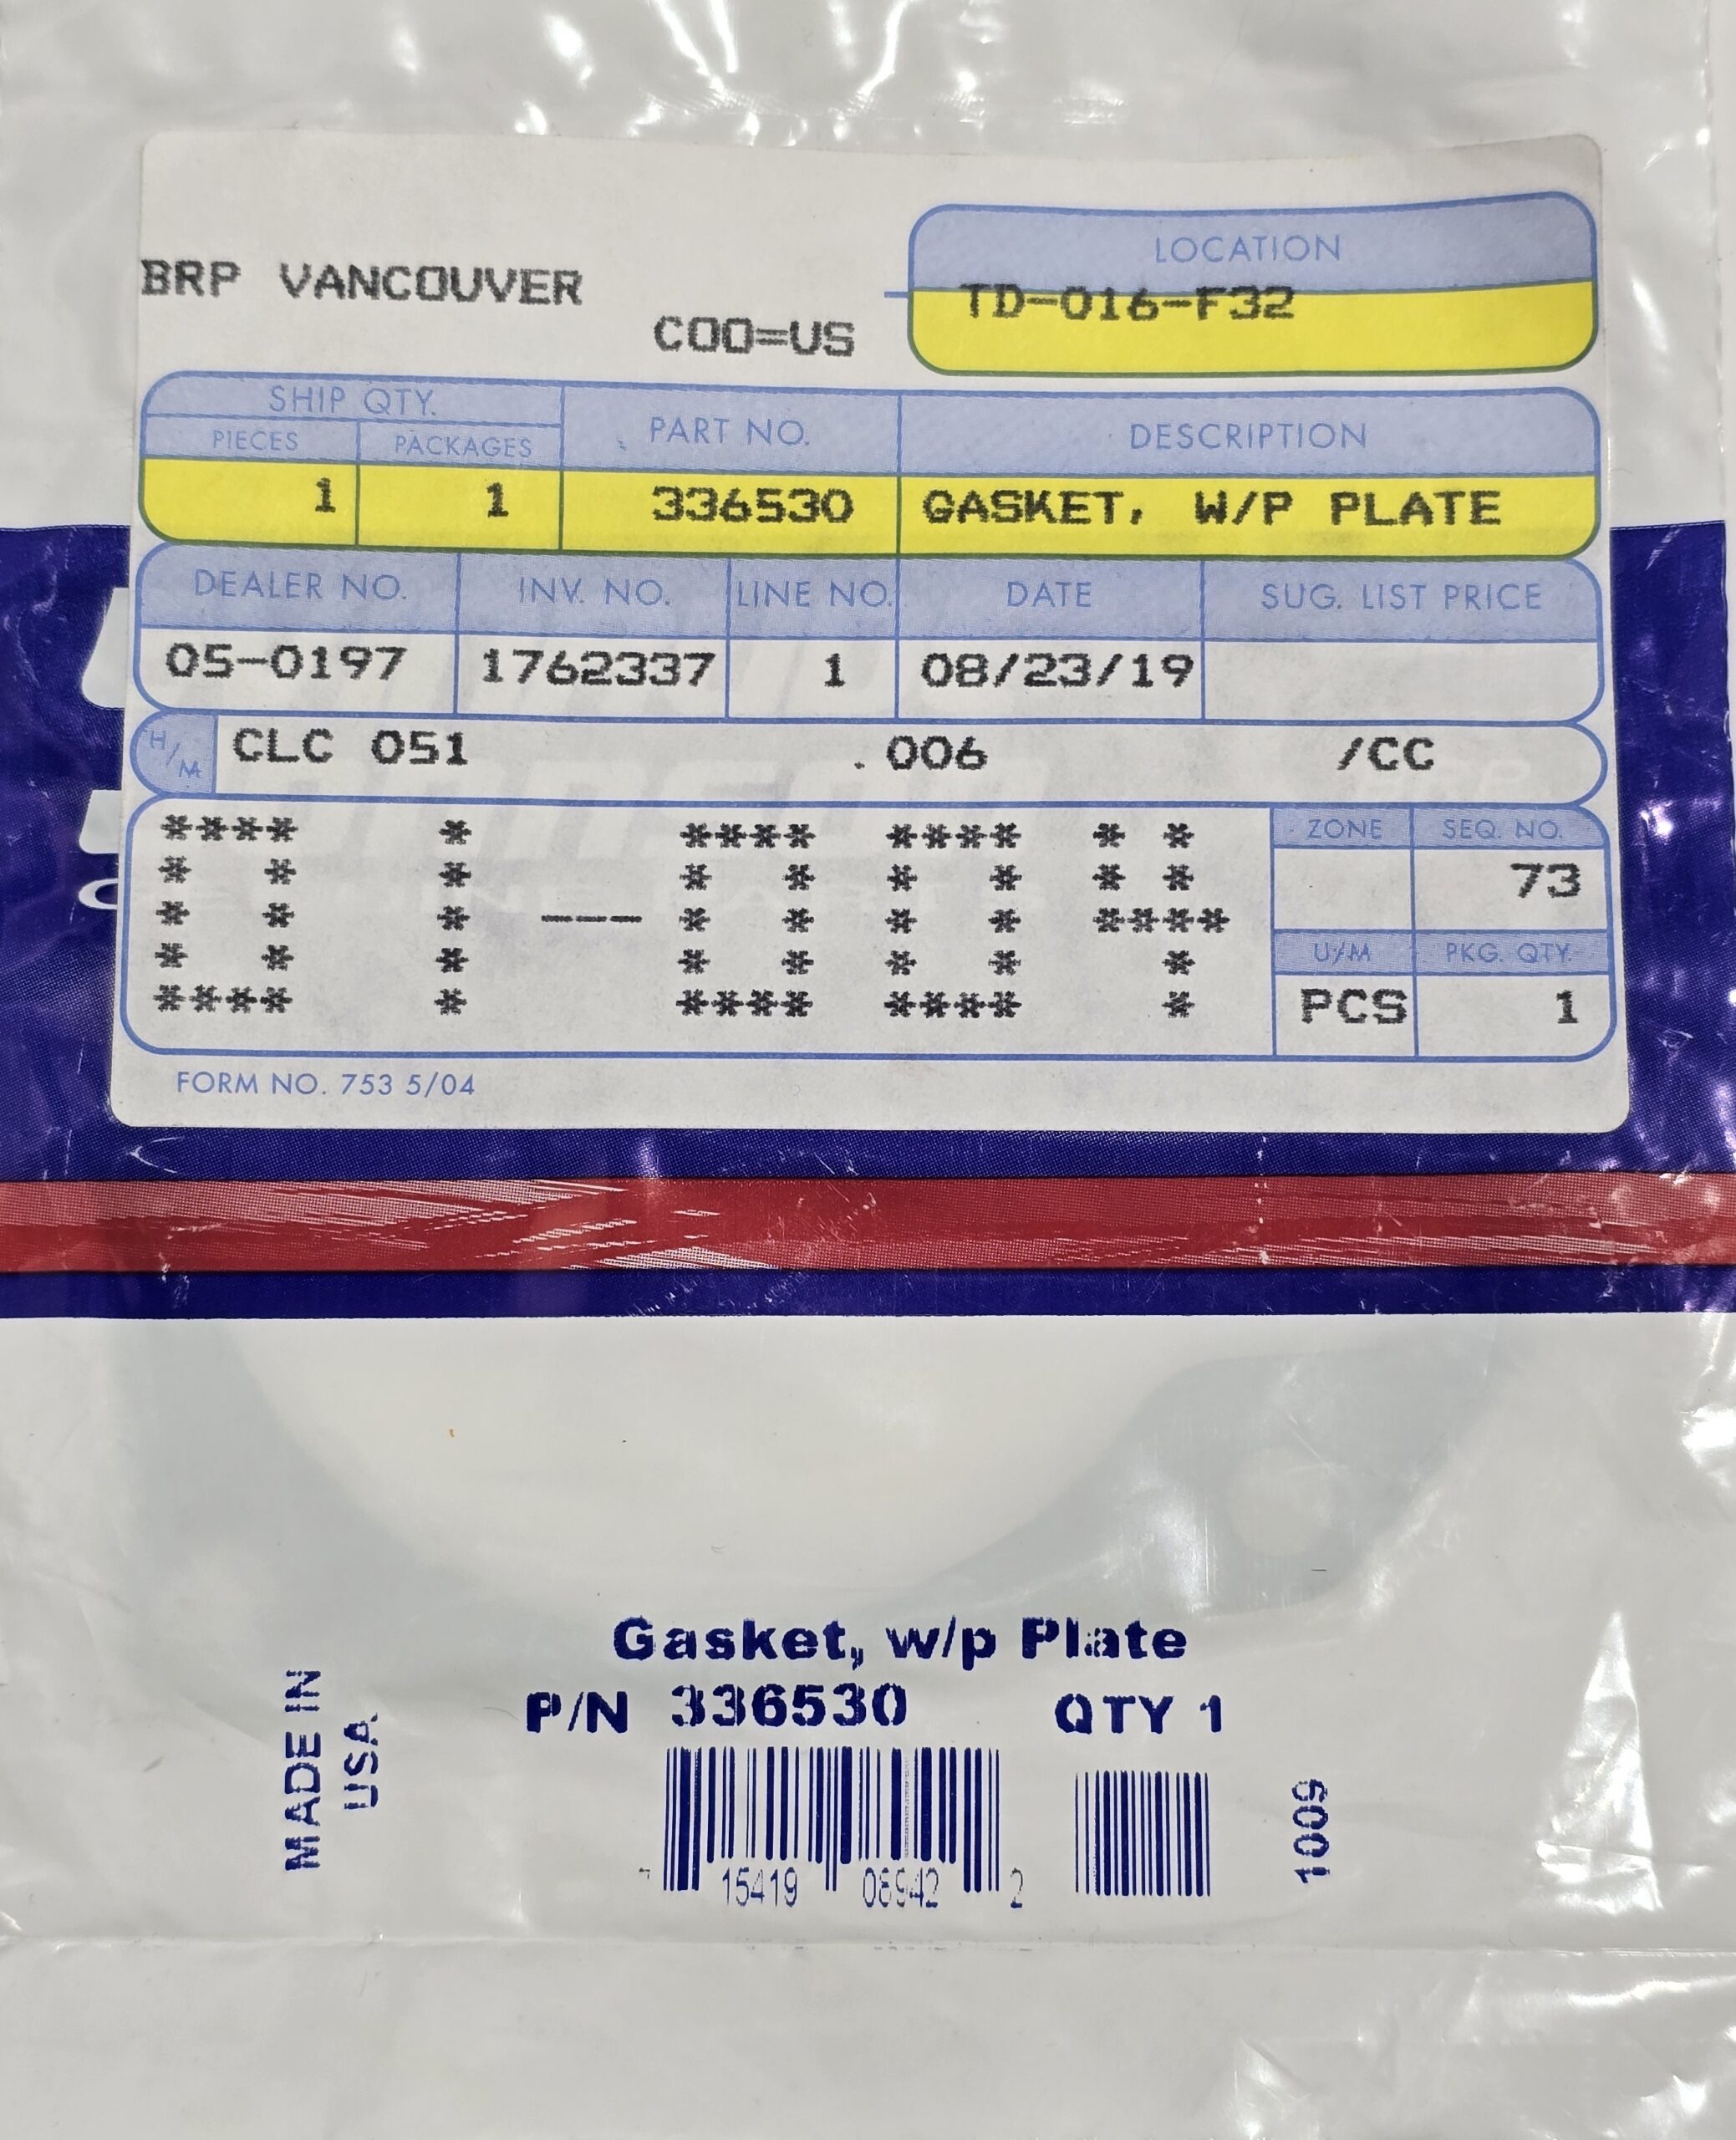 LOCATION
BRP VANCOUVER
TD-016-F32
COO=US
SHIP QTY.
PIECES PACKAGES PART NO. DESCRIPTION
1 1 336530 GASKET, W/P PLATE
DEALER NO. INV. NO. LINE NO. DATE SUG. LIST PRICE
05-0197 1762337 1 08/23/19
H/M CLC 051 .006 /CC
**** * **** **** * *
* * * * * * * * *
* * * --- * * * * ****
* * * * * * * *
**** * **** **** *
ZONE SEQ. NO.
73
U/M PKG. QTY.
PCS 1
FORM NO. 753 5/04
Gasket, w/p Plate
P/N 336530 QTY 1
MADE IN
USA
15419 08942 2
1009